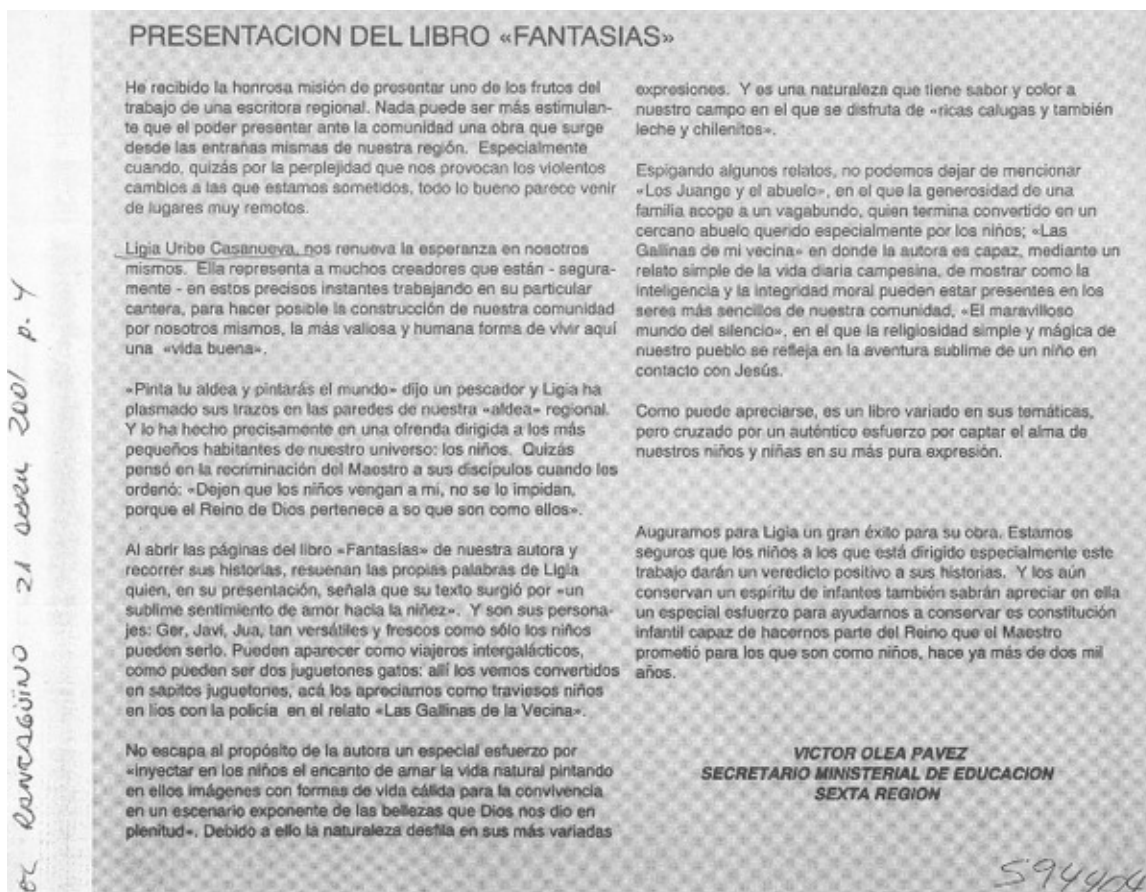 PRESENTACION DEL LIBRO «FANTASIAS»
He recibido la honrosa misión de presentar uno de los frutos del
trabajo de una escritora regional. Nada puede ser más estimulan-
te que el poder presentar ante la comunidad una obra que surge
desde las entrañas mismas de nuestra región. Especialmente
cuando, quizás por la perplejidad que nos provocan los violentos
cambios a las que estamos sometidos, todo lo bueno parece venir
de lugares muy remotos.
Ligia Uribe Casanueva, nos renueva la esperanza en nosotros
mismos. Ella representa a muchos creadores que están - segura-
mente - en estos precisos instantes trabajando en su particular
cantera, para hacer posible la construcción de nuestra comunidad
por nosotros mismos, la más valiosa y humana forma de vivir aquí
una «vida buena».
«Pinta tu aldea y pintarás el mundo» dijo un pescador y Ligia ha
plasmado sus trazos en las paredes de nuestra «aldea» regional.
Y lo ha hecho precisamente en una ofrenda dirigida a los más
pequeños habitantes de nuestro universo: los niños. Quizás
pensó en la recriminación del Maestro a sus discípulos cuando les
ordenó: «Dejen que los niños vengan a mi, no se lo impidan,
porque el Reino de Dios pertenece a so que son como ellos».
Al abrir las páginas del libro «Fantasías» de nuestra autora y
recorrer sus historias, resuenan las propias palabras de Ligia
quien, en su presentación, señala que su texto surgió por «un
sublime sentimiento de amor hacia la niñez». Y son sus persona-
jes: Ger, Javi, Jua, tan versátiles y frescos como sólo los niños
pueden serlo. Pueden aparecer como viajeros intergalácticos,
como pueden ser dos juguetones gatos; allí los vemos convertidos
en sapitos juguetones, acá los apreciamos como traviesos niños
en líos con la policía en el relato «Las Gallinas de la Vecina».
No escapa al propósito de la autora un especial esfuerzo por
«inyectar en los niños el encanto de amar la vida natural pintando
en ellos imágenes con formas de vida cálida para la convivencia
en un escenario exponente de las bellezas que Dios nos dio en
plenitud». Debido a ello la naturaleza desfila en sus más variadas
expresiones. Y es una naturaleza que tiene sabor y color a
nuestro campo en el que se disfruta de «ricas calugas y también
leche y chilenitos».
Espigando algunos relatos, no podemos dejar de mencionar
«Los Juange y el abuelo», en el que la generosidad de una
familia acoge a un vagabundo, quien termina convertido en un
cercano abuelo querido especialmente por los niños; «Las
Gallinas de mi vecina» en donde la autora es capaz, mediante un
relato simple de la vida diaria campesina, de mostrar como la
inteligencia y la integridad moral pueden estar presentes en los
seres más sencillos de nuestra comunidad, «El maravilloso
mundo del silencio», en el que la religiosidad simple y mágica de
nuestro pueblo se refleja en la aventura sublime de un niño en
contacto con Jesús.
Como puede apreciarse, es un libro variado en sus temáticas,
pero cruzado por un auténtico esfuerzo por captar el alma de
nuestros niños y niñas en su más pura expresión.
Auguramos para Ligia un gran éxito para su obra. Estamos
seguros que los niños a los que está dirigido especialmente este
trabajo darán un veredicto positivo a sus historias. Y los aún
conservan un espíritu de infantes también sabrán apreciar en ella
un especial esfuerzo para ayudarnos a conservar es constitución
infantil capaz de hacernos parte del Reino que el Maestro
prometió para los que son como niños, hace ya más de dos mil
años.
VICTOR OLEA PAVEZ
SECRETARIO MINISTERIAL DE EDUCACION
SEXTA REGION
RANCAGÜINO 21 2001 p. 4